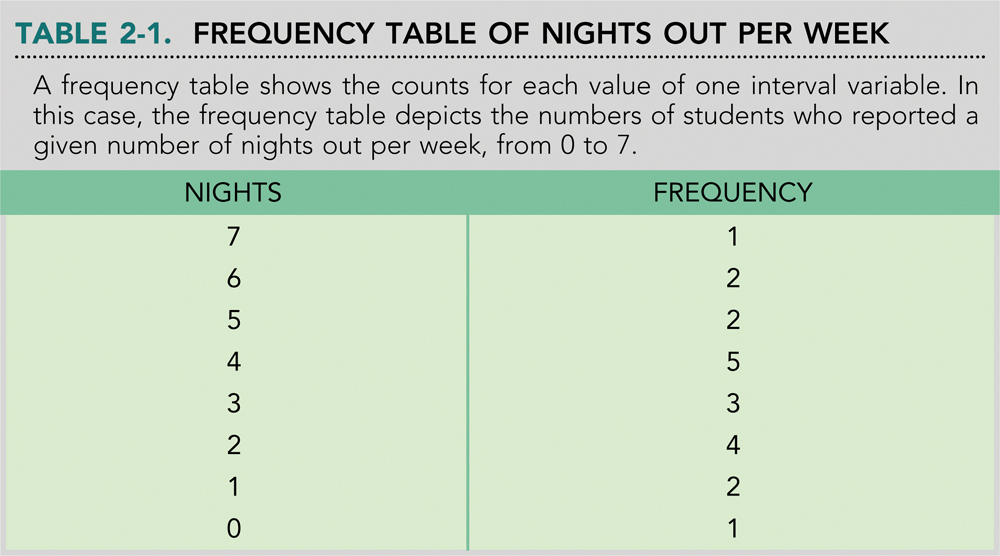 TABLE 2-1. FREQUENCY TABLE OF NIGHTS OUT PER WEEK
A frequency table shows the counts for each value of one interval variable. In
this case, the frequency table depicts the numbers of students who reported a
given number of nights out per week, from 0 to 7.
NIGHTS FREQUENCY
7 1
6 2
5 2
4 5
3 3
2 4
1 2
0 1